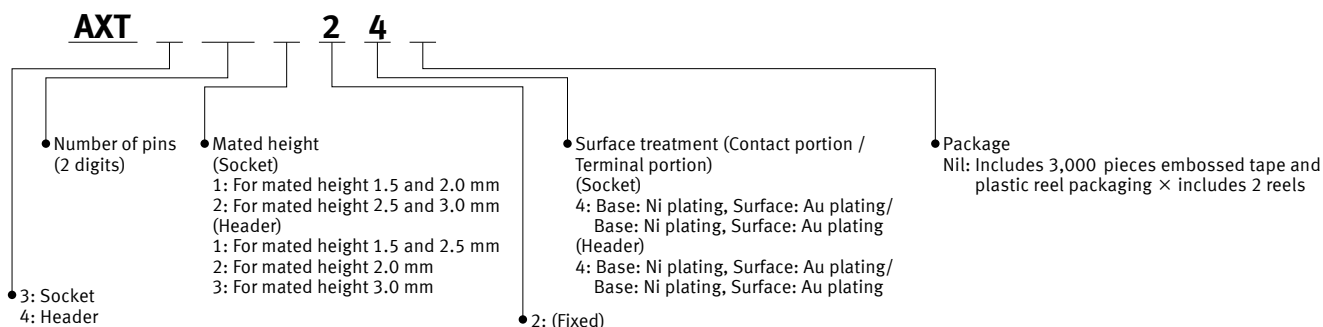 AXT 2 4
Number of pins
(2 digits)
Mated height
(Socket)
1: For mated height 1.5 and 2.0 mm
2: For mated height 2.5 and 3.0 mm
(Header)
1: For mated height 1.5 and 2.5 mm
2: For mated height 2.0 mm
3: For mated height 3.0 mm
Surface treatment (Contact portion /
Terminal portion)
(Socket)
4: Base: Ni plating, Surface: Au plating/
Base: Ni plating, Surface: Au plating
(Header)
4: Base: Ni plating, Surface: Au plating/
Base: Ni plating, Surface: Au plating
Package
Nil: Includes 3,000 pieces embossed tape and
plastic reel packaging × includes 2 reels
3: Socket
4: Header
2: (Fixed)